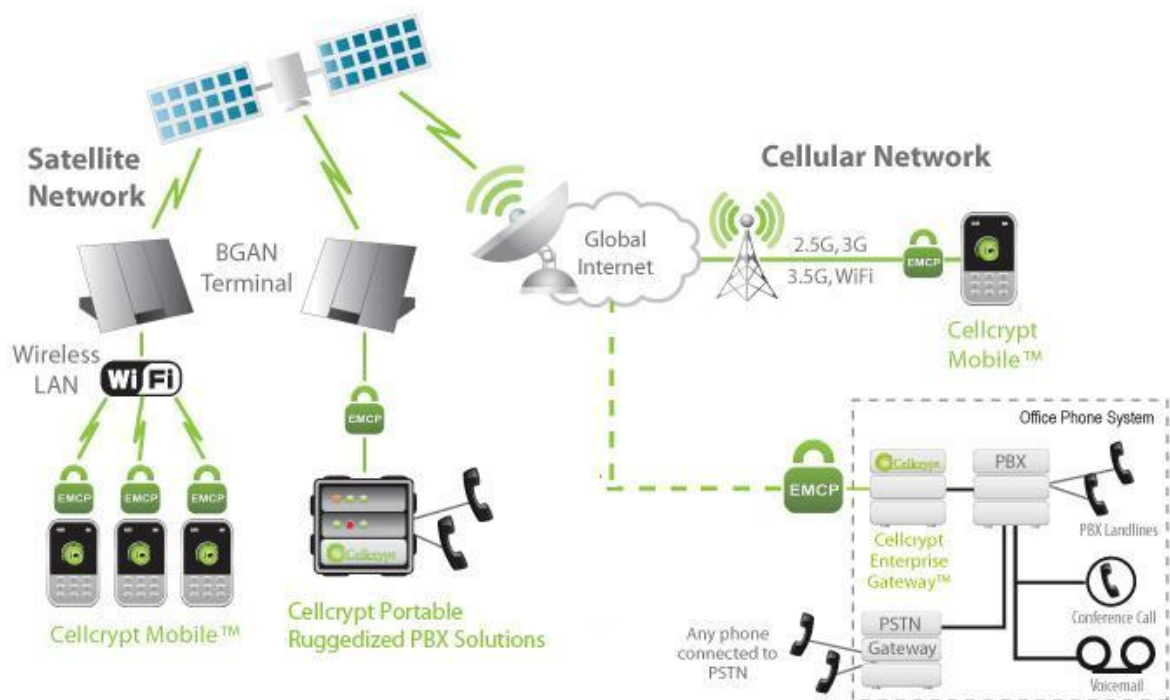 Satellite
Network
Cellular Network
BGAN
Terminal
Global
Internet
2.5G, 3G
3.5G, WiFi
EMCP
Cellcrypt
Mobile™
Wireless
LAN
Wi Fi
EMCP
EMCP
EMCP
EMCP
Cellcrypt
Cellcrypt Mobile™
Cellcrypt Portable
Ruggedized PBX Solutions
Office Phone System
EMCP
Cellcrypt
PBX
PBX Landlines
Cellcrypt
Enterprise
Gateway™
Conference Call
PSTN
Gateway
Any phone
connected to
PSTN
Voicemail